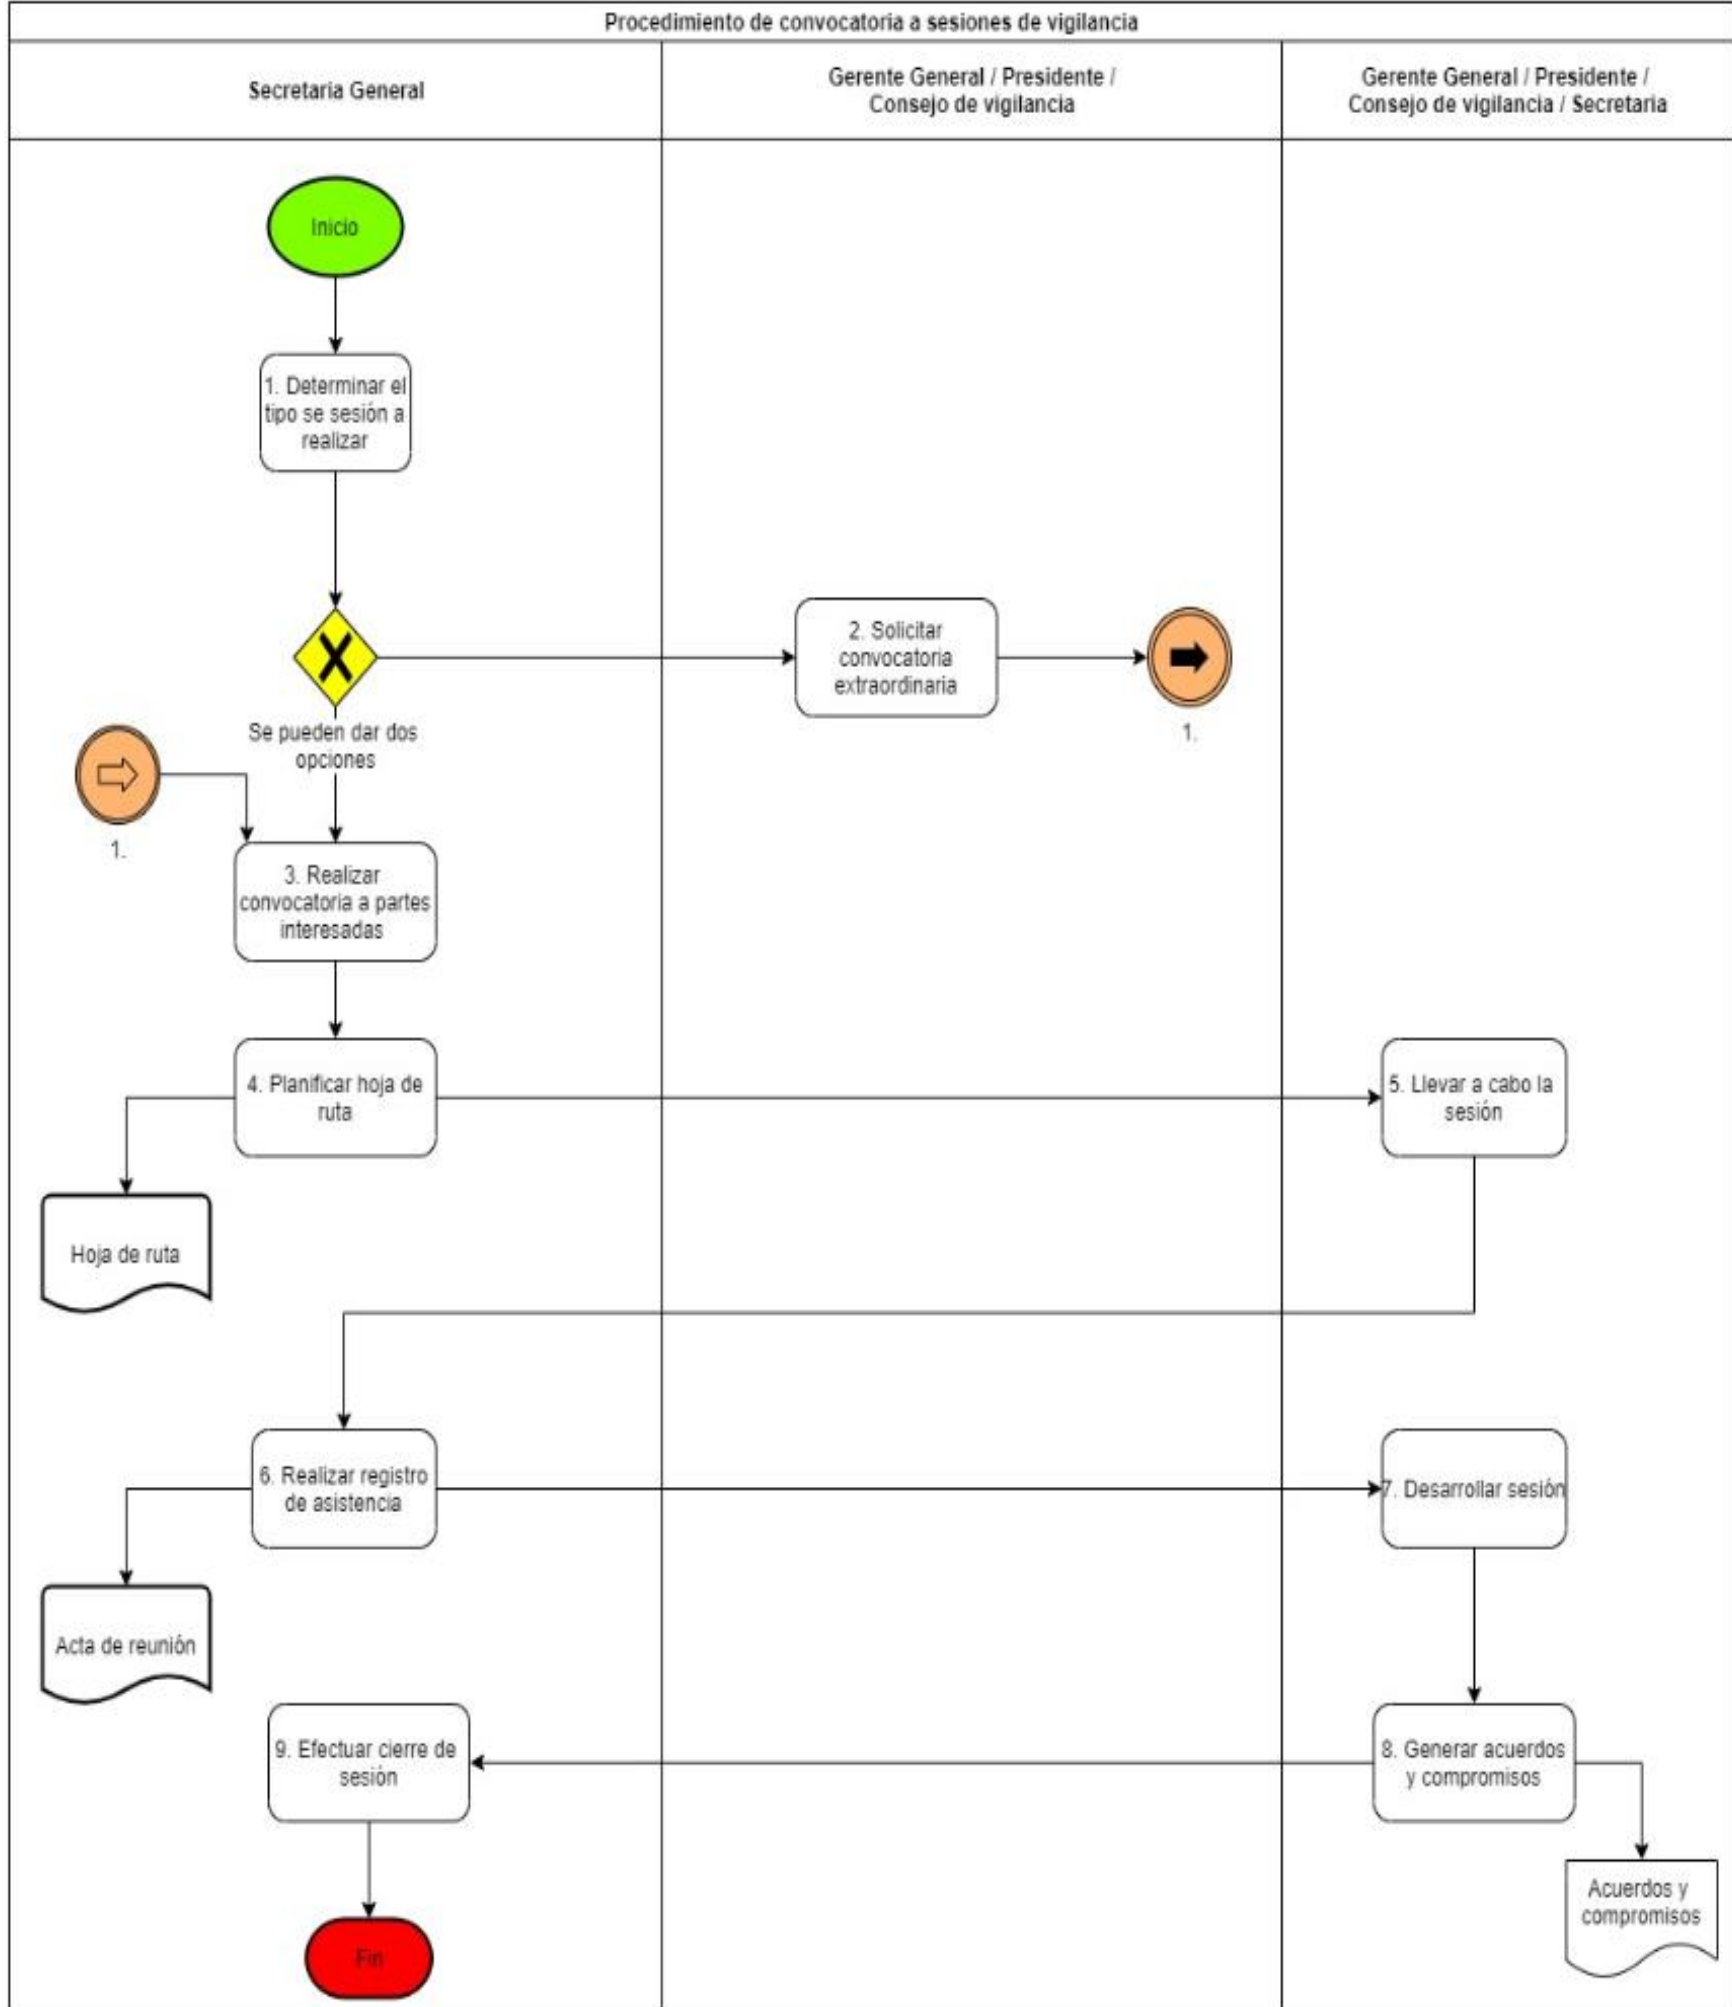 Procedimiento de convocatoria a sesiones de vigilancia
Secretaria General
Gerente General / Presidente /
Consejo de vigilancia
Gerente General / Presidente /
Consejo de vigilancia / Secretaria
Inicio
1. Determinar el
tipo se sesión a
realizar
2. Solicitar
convocatoria
extraordinaria
1.
Se pueden dar dos
opciones
1.
3. Realizar
convocatoria a partes
interesadas
4. Planificar hoja de
ruta
5. Llevar a cabo la
sesión
Hoja de ruta
6. Realizar registro
de asistencia
7. Desarrollar sesión
Acta de reunión
8. Generar acuerdos
y compromisos
9. Efectuar cierre de
sesión
Acuerdos y
compromisos
Fin